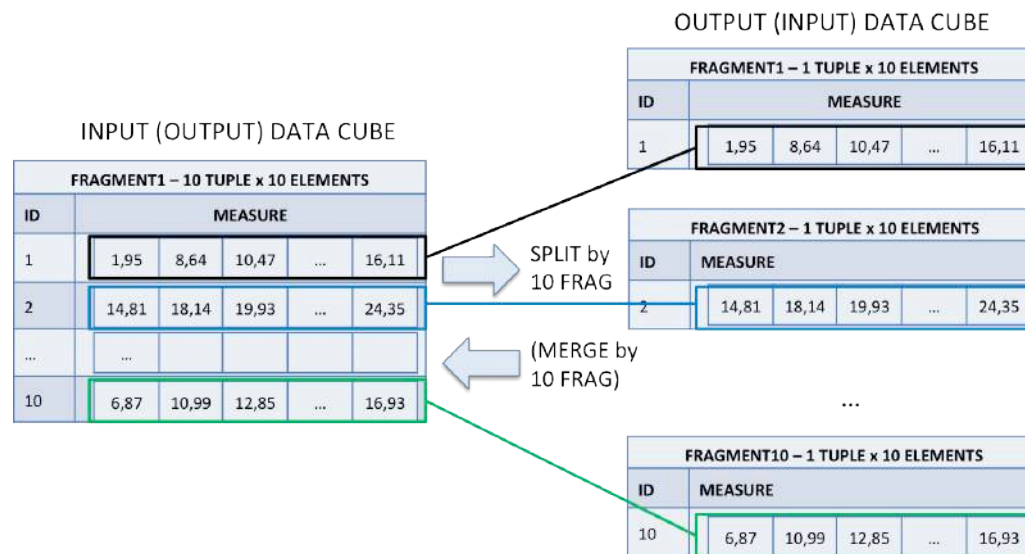 OUTPUT (INPUT) DATA CUBE
FRAGMENT1 – 1 TUPLE x 10 ELEMENTS
ID MEASURE
1 1,95 8,64 10,47 ... 16,11
INPUT (OUTPUT) DATA CUBE
FRAGMENT1 – 10 TUPLE x 10 ELEMENTS
ID MEASURE
1 1,95 8,64 10,47 ... 16,11
2 14,81 18,14 19,93 ... 24,35
... ...
10 6,87 10,99 12,85 ... 16,93
SPLIT by
10 FRAG
(MERGE by
10 FRAG)
FRAGMENT2 – 1 TUPLE x 10 ELEMENTS
ID MEASURE
2 14,81 18,14 19,93 ... 24,35
...
FRAGMENT10 – 1 TUPLE x 10 ELEMENTS
ID MEASURE
10 6,87 10,99 12,85 ... 16,93